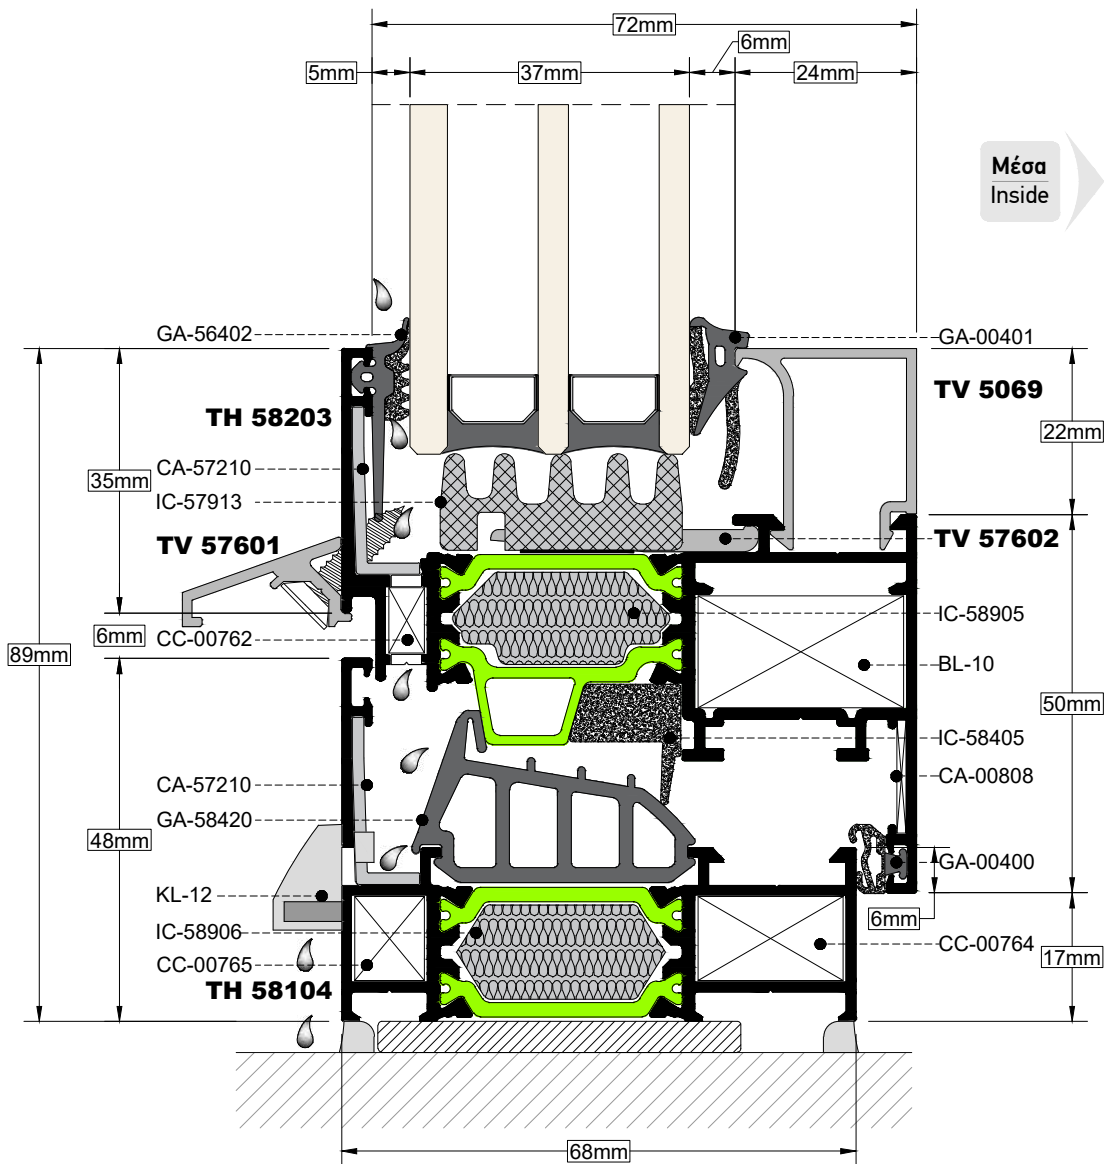 72mm
6mm
5mm
37mm
24mm
Μέσα
Inside
GA-56402
GA-00401
TV 5069
TH 58203
22mm
CA-57210
35mm
IC-57913
TV 57601
TV 57602
IC-58905
6mm
CC-00762
89mm
BL-10
50mm
IC-58405
CA-57210
CA-00808
GA-58420
48mm
GA-00400
KL-12
6mm
IC-58906
CC-00764
17mm
CC-00765
TH 58104
68mm